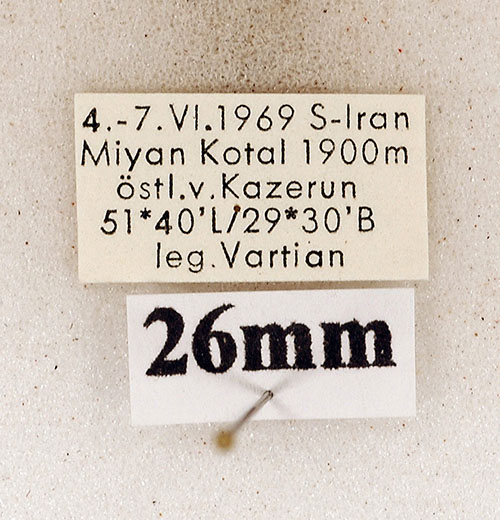 4.-7.VI.1969 S-Iran
Miyan Kotal 1900m
östl.v.Kazerun
51*40'L/29*30'B
leg.Vartian
26mm